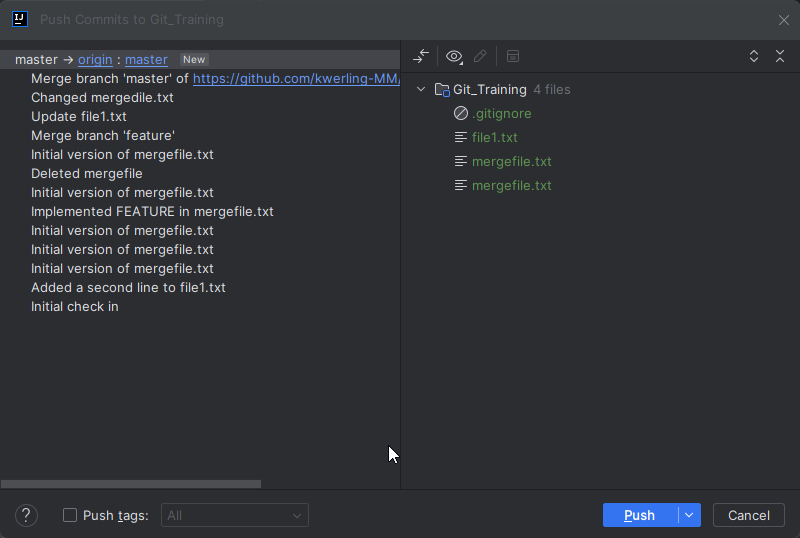 Push Commits to Git_Training
master → origin : master New
Merge branch 'master' of https://github.com/kwerling-MM/
Changed mergedile.txt
Update file1.txt
Merge branch 'feature'
Initial version of mergefile.txt
Deleted mergefile
Initial version of mergefile.txt
Implemented FEATURE in mergefile.txt
Initial version of mergefile.txt
Initial version of mergefile.txt
Initial version of mergefile.txt
Added a second line to file1.txt
Initial check in
Git_Training 4 files
.gitignore
file1.txt
mergefile.txt
mergefile.txt
? Push tags: All
Push
Cancel